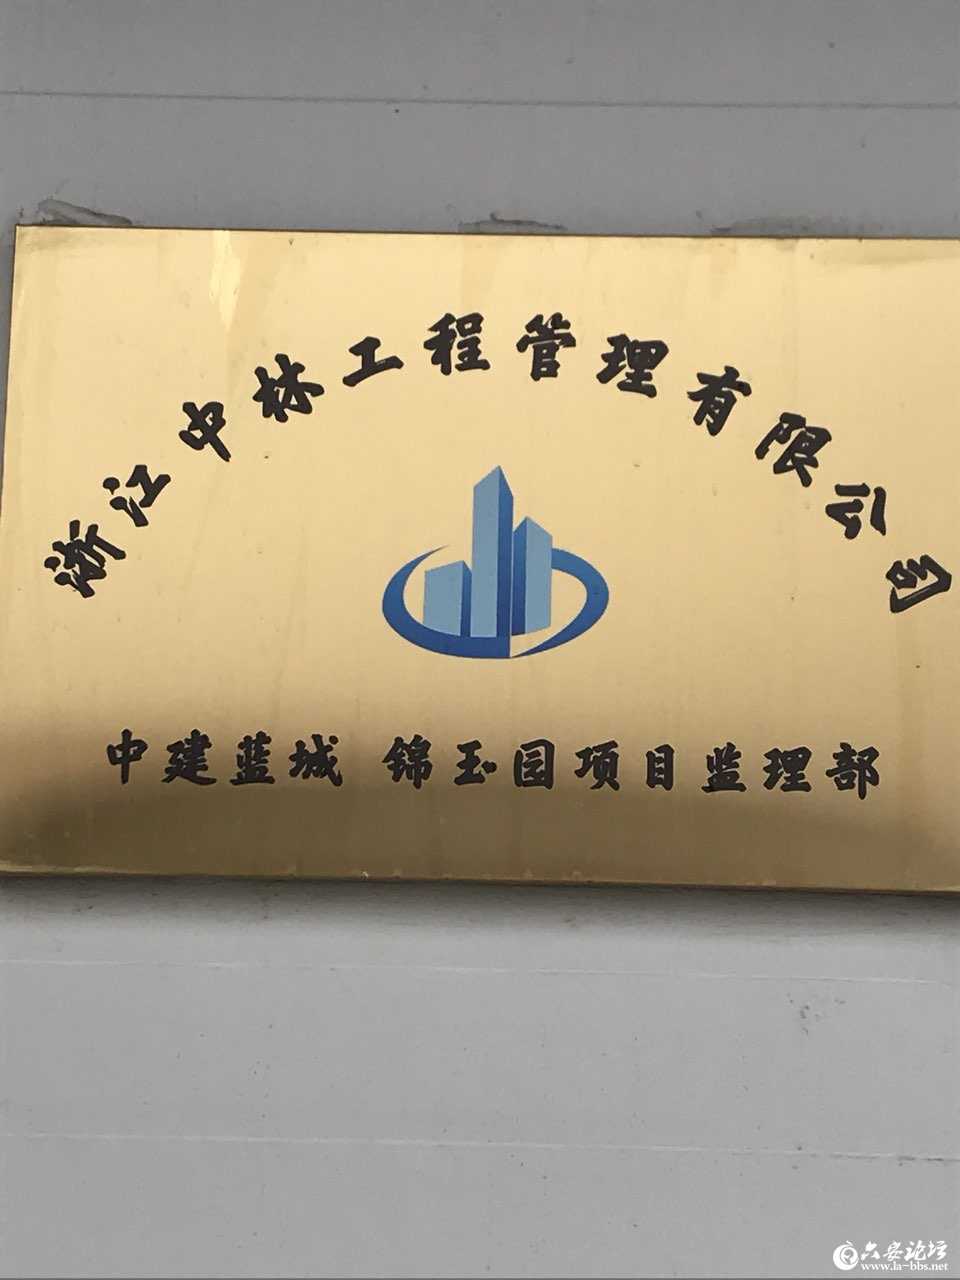 浙江中林工程管理有限公司
中建蓝城 锦玉园项目监理部
六安论坛
www.la-bbs.net